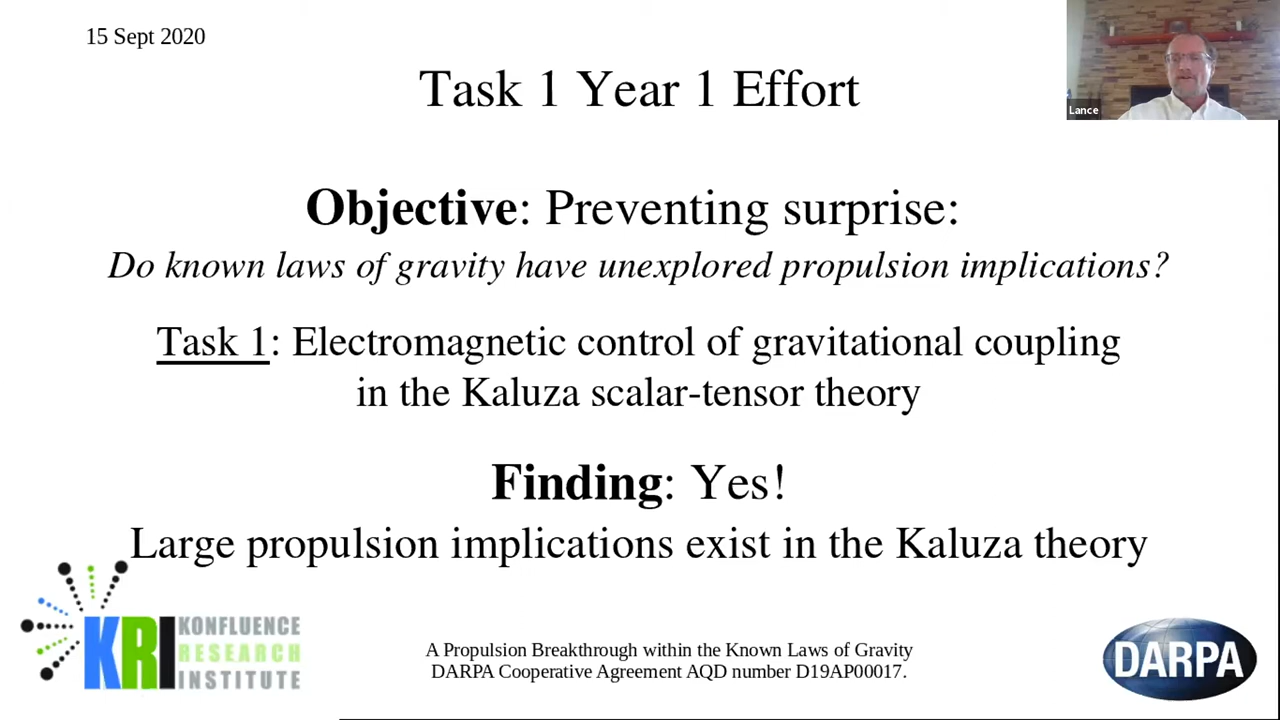 15 Sept 2020
Task 1 Year 1 Effort
Lance
Objective: Preventing surprise:
Do known laws of gravity have unexplored propulsion implications?
Task 1: Electromagnetic control of gravitational coupling
in the Kaluza scalar-tensor theory
Finding: Yes!
Large propulsion implications exist in the Kaluza theory
KRI KONFLUENCE
RESEARCH
INSTITUTE
A Propulsion Breakthrough within the Known Laws of Gravity
DARPA Cooperative Agreement AQD number D19AP00017.
DARPA